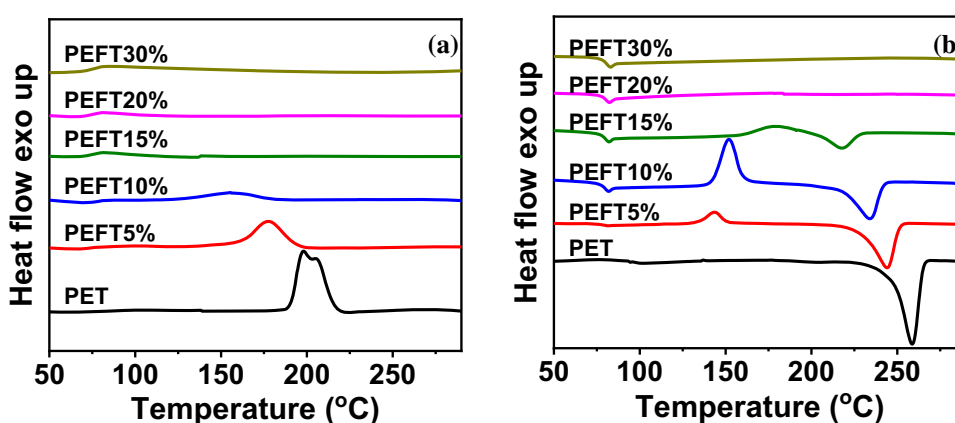 (a)
PEFT30%
PEFT20%
PEFT15%
PEFT10%
PEFT5%
PET
Heat flow exo up
50 100 150 200 250
Temperature (°C)
(b
PEFT30%
PEFT20%
PEFT15%
PEFT10%
PEFT5%
PET
Heat flow exo up
50 100 150 200 250
Temperature (°C)